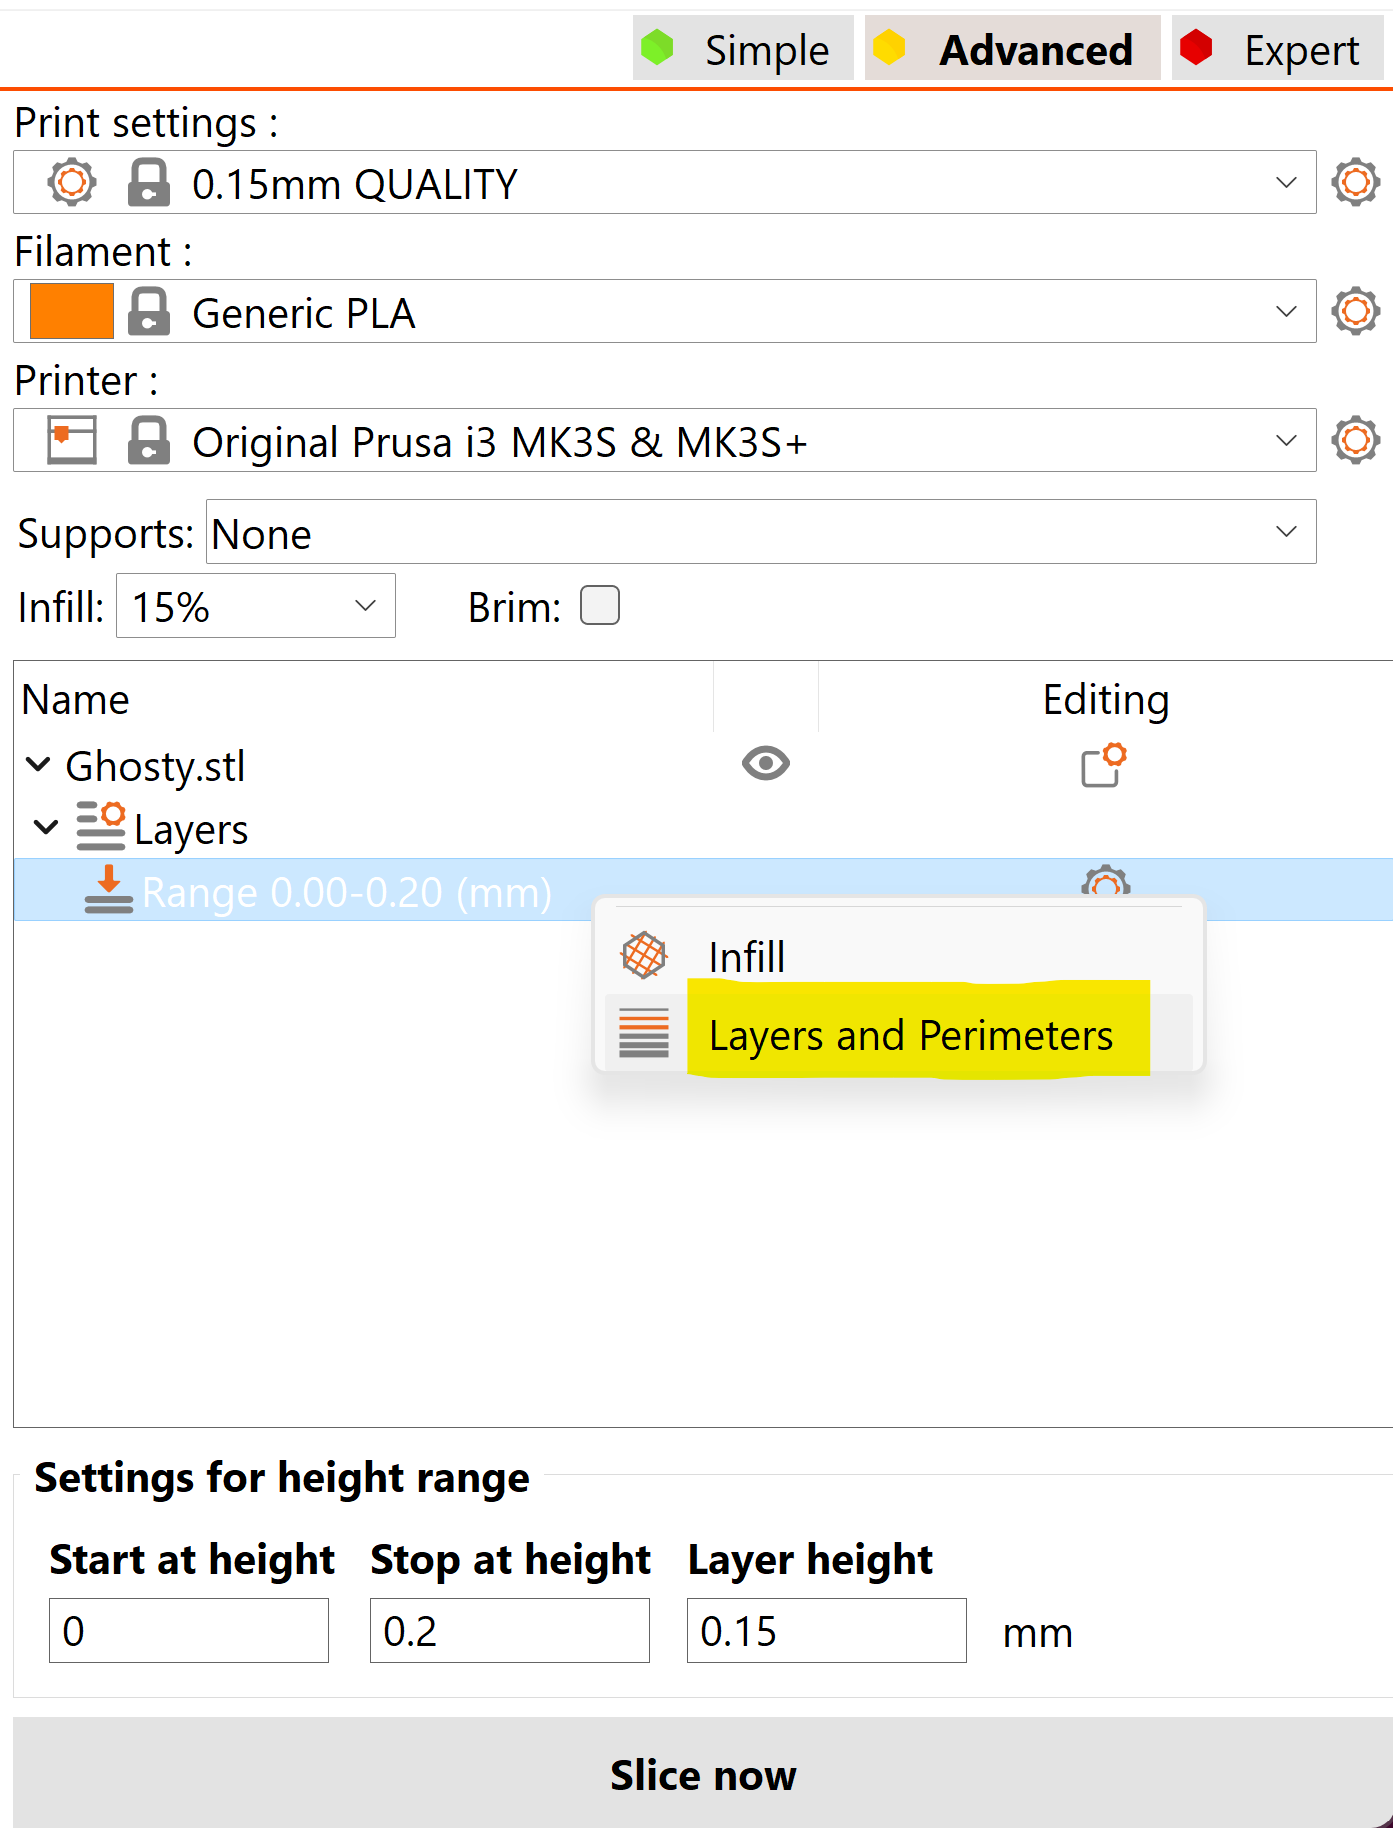 Simple Advanced Expert
Print settings :
0.15mm QUALITY
Filament :
Generic PLA
Printer :
Original Prusa i3 MK3S & MK3S+
Supports: None
Infill: 15% Brim:
Name Editing
Ghosty.stl
Layers
Range 0.00-0.20 (mm)
Infill
Layers and Perimeters
Settings for height range
Start at height Stop at height Layer height
0 0.2 0.15 mm
Slice now